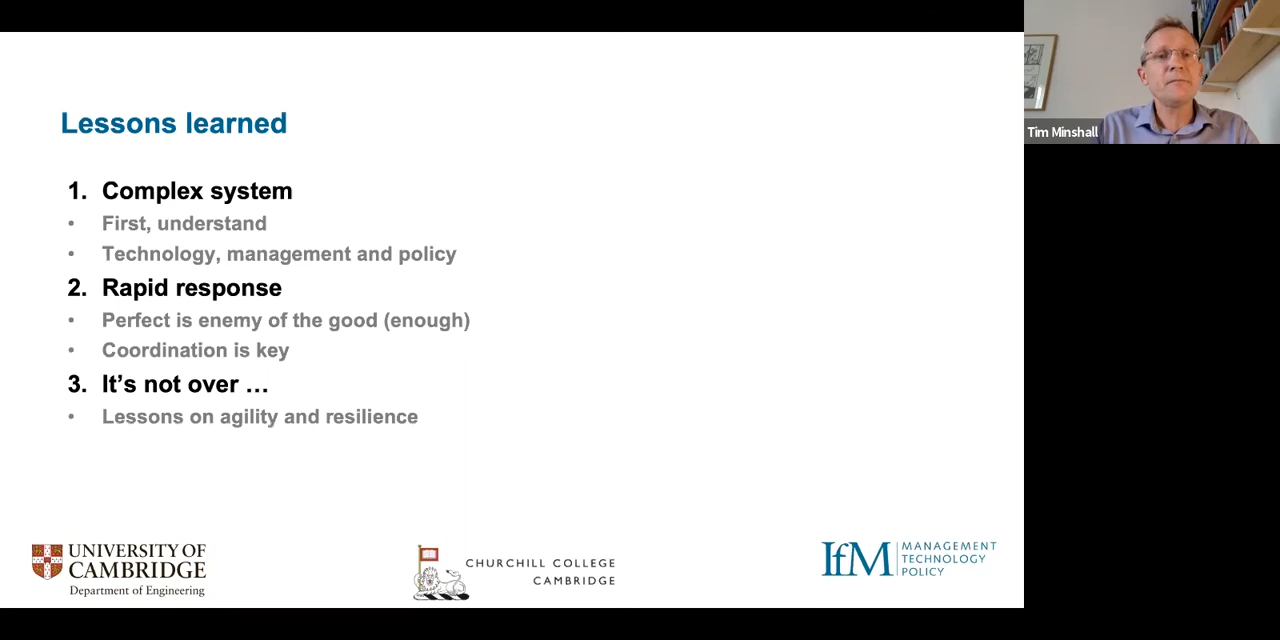 Lessons learned
1. Complex system
• First, understand
• Technology, management and policy
2. Rapid response
• Perfect is enemy of the good (enough)
• Coordination is key
3. It’s not over …
• Lessons on agility and resilience
UNIVERSITY OF
CAMBRIDGE
Department of Engineering
CHURCHILL COLLEGE
CAMBRIDGE
IfM
MANAGEMENT
TECHNOLOGY
POLICY
Tim Minshall